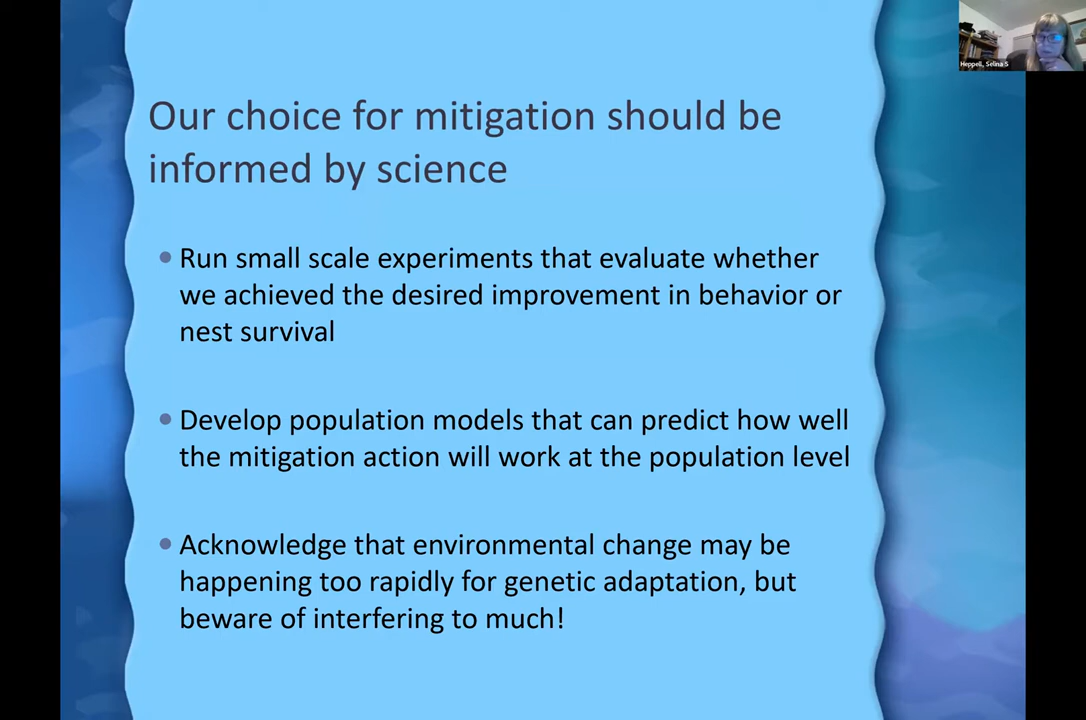 Heppell, Selina S
Our choice for mitigation should be
informed by science
• Run small scale experiments that evaluate whether
we achieved the desired improvement in behavior or
nest survival
• Develop population models that can predict how well
the mitigation action will work at the population level
• Acknowledge that environmental change may be
happening too rapidly for genetic adaptation, but
beware of interfering to much!